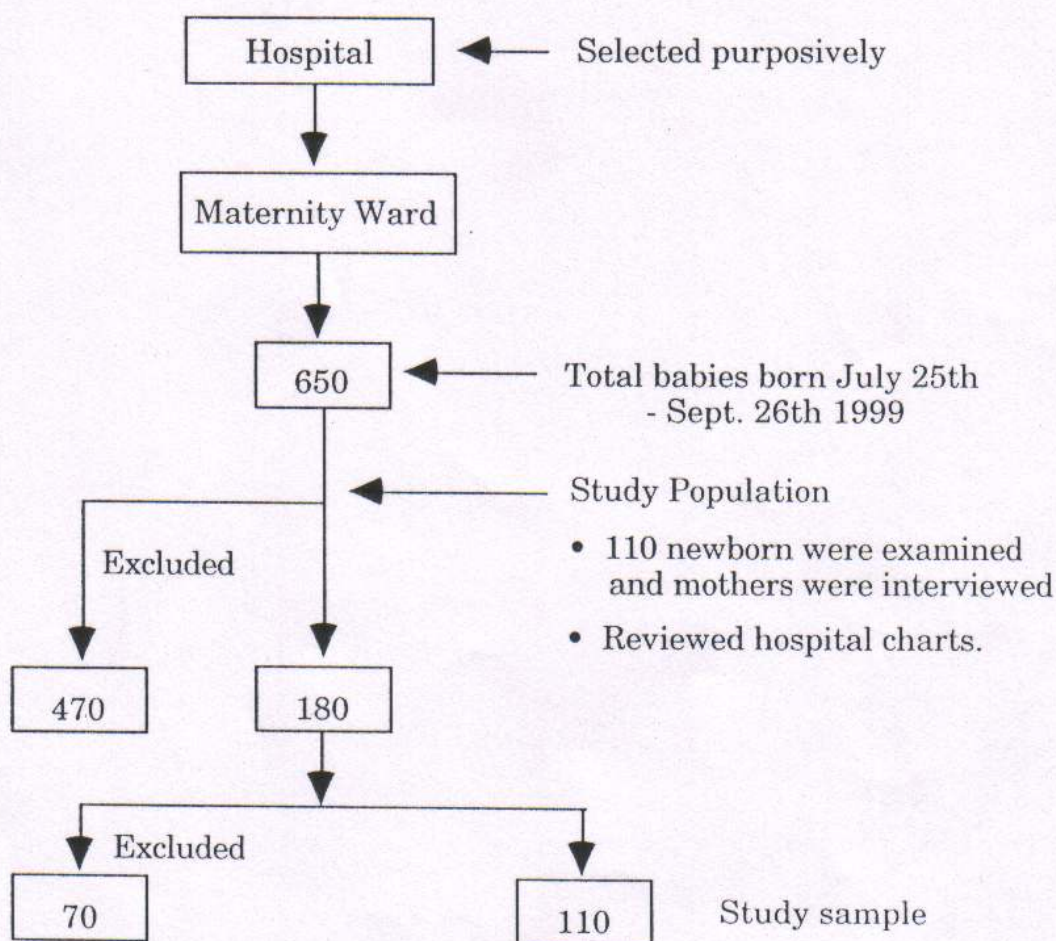 Hospital
Selected purposively
Maternity Ward
650
Total babies born July 25th
- Sept. 26th 1999
Study Population
• 110 newborn were examined
and mothers were interviewed
Excluded
• Reviewed hospital charts.
470
180
Excluded
70
110
Study sample